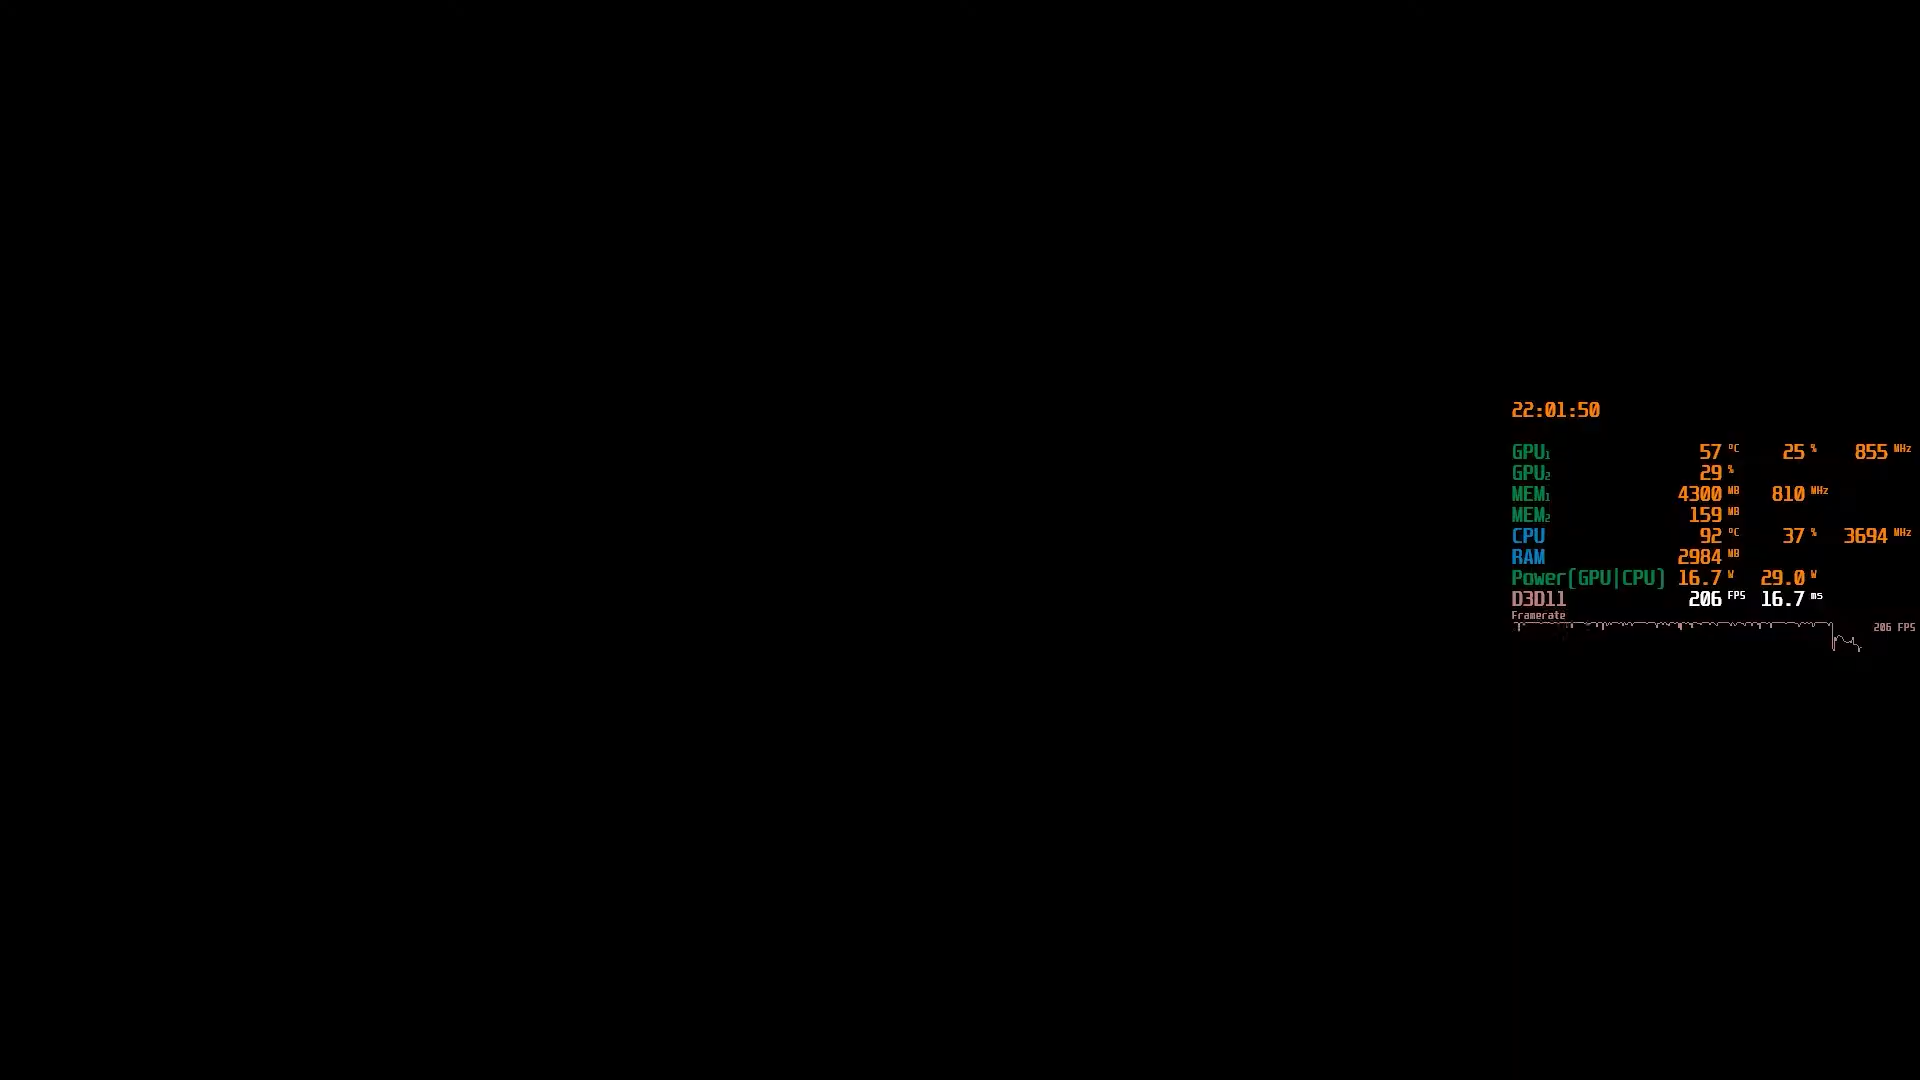 22:01:50
GPU1 57 °C 25 % 855 MHz
GPU2 29 %
MEM1 4300 MB 810 MHz
MEM2 159 MB
CPU 92 °C 37 % 3694 MHz
RAM 2984 MB
Power[GPU|CPU] 16.7 W 29.0 W
D3D11 206 FPS 16.7 ms
Framerate
206 FPS